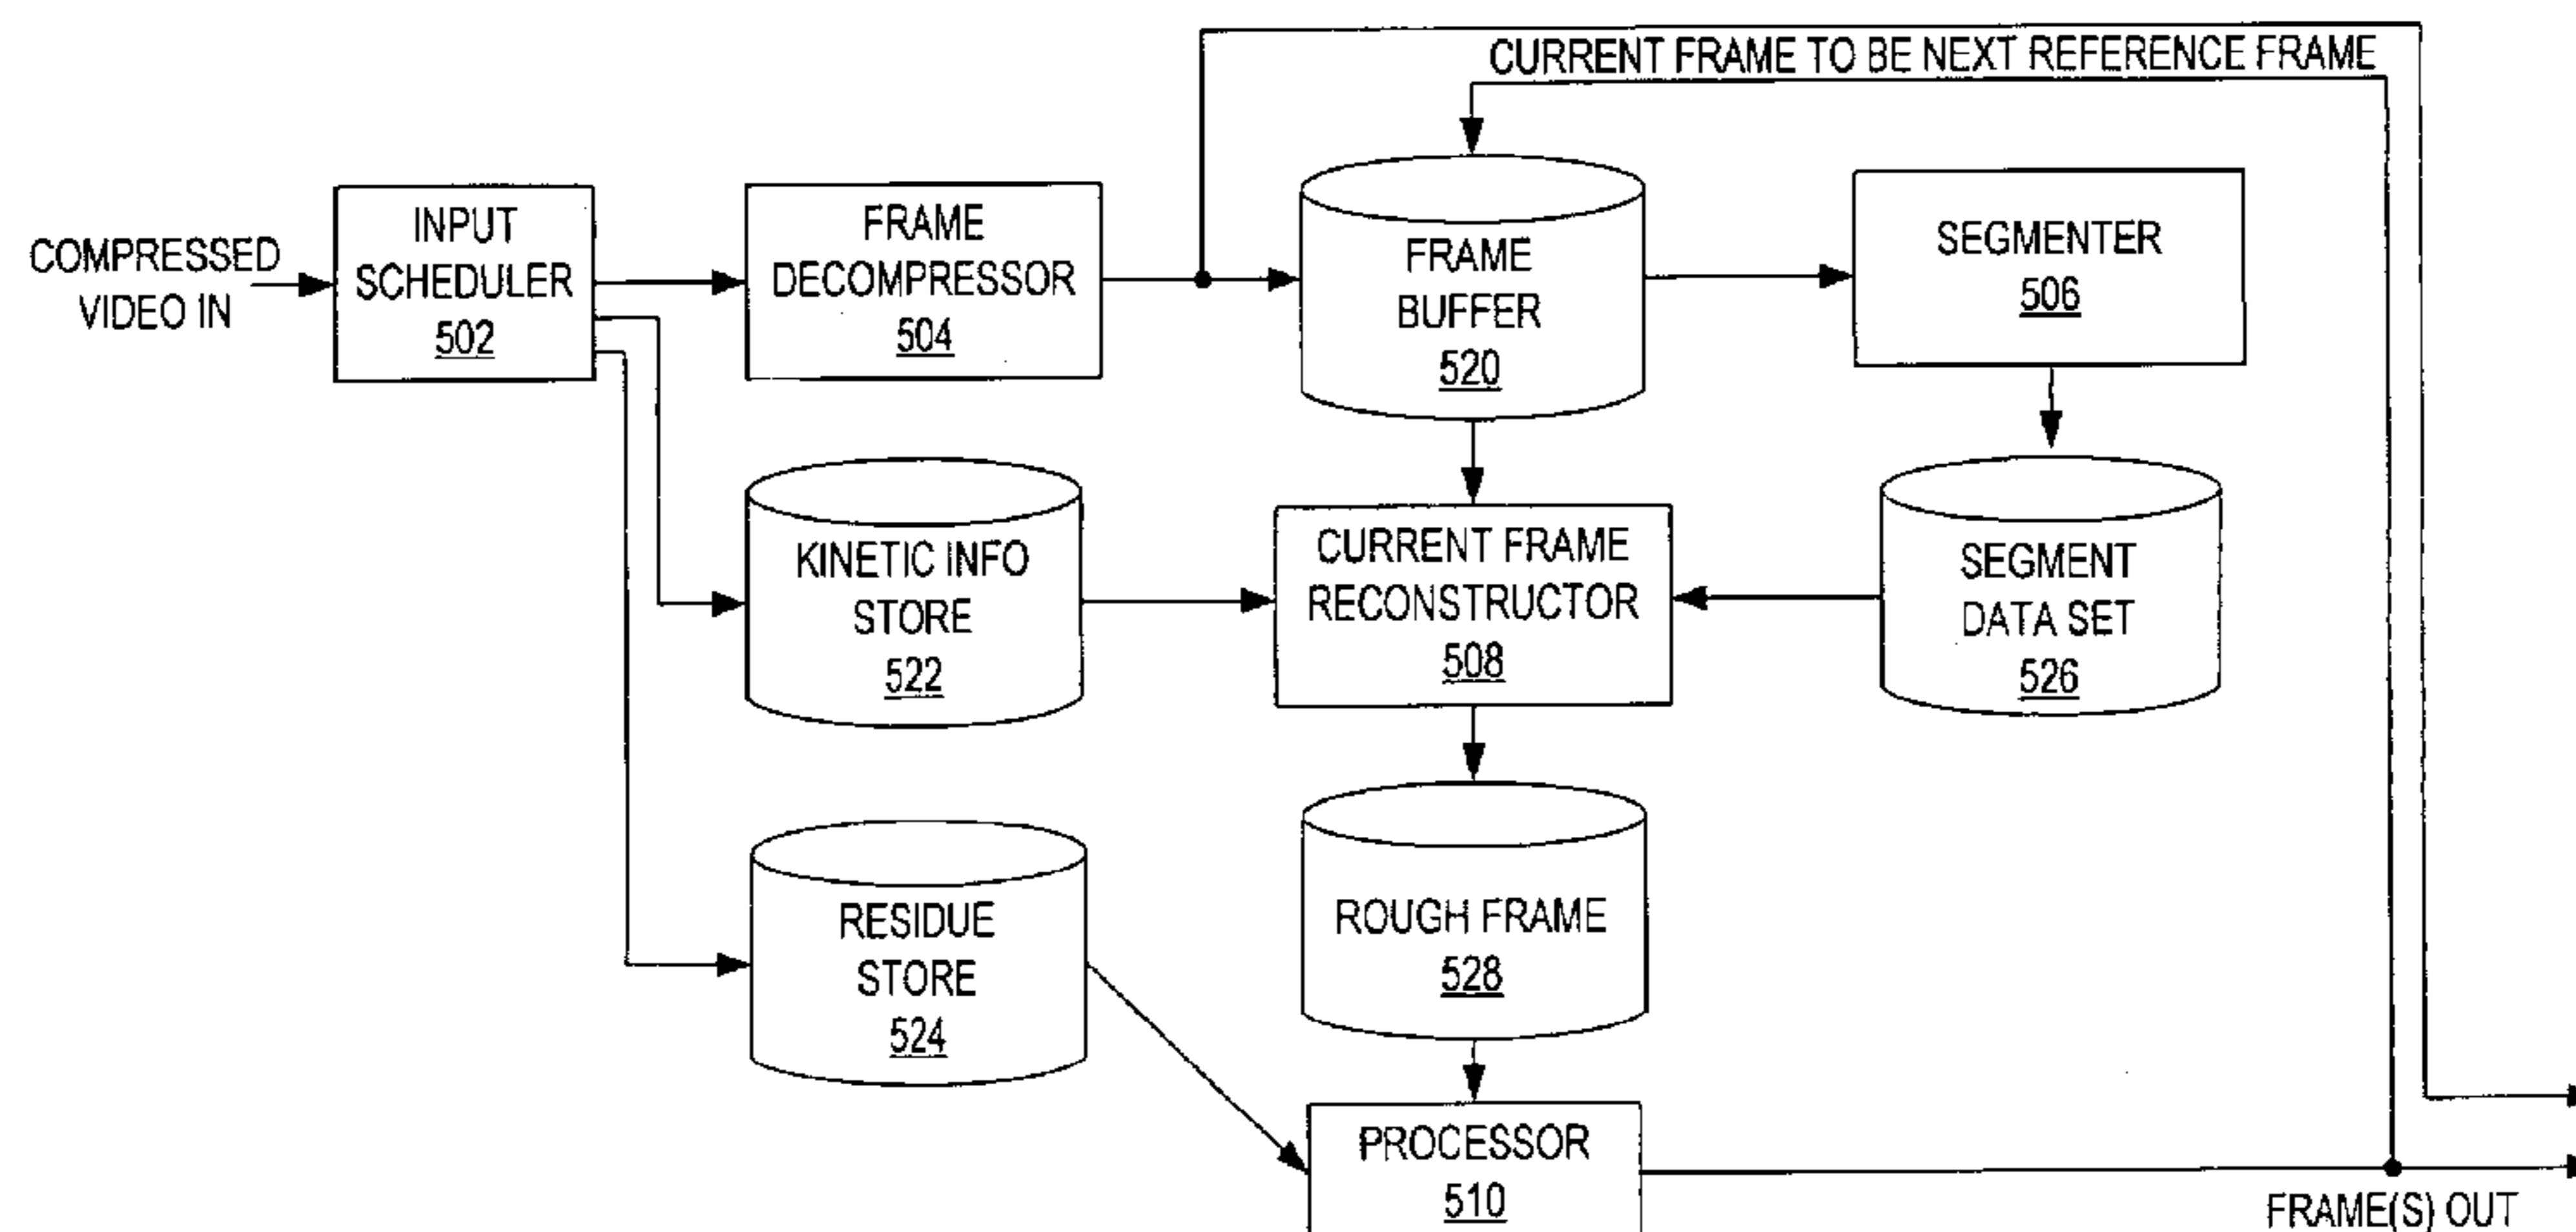 CURRENT FRAME TO BE NEXT REFERENCE FRAME
COMPRESSED
VIDEO IN
INPUT
SCHEDULER
502
FRAME
DECOMPRESSOR
504
FRAME
BUFFER
520
SEGMENTER
506
KINETIC INFO
STORE
522
CURRENT FRAME
RECONSTRUCTOR
508
SEGMENT
DATA SET
526
RESIDUE
STORE
524
ROUGH FRAME
528
PROCESSOR
510
FRAME(S) OUT